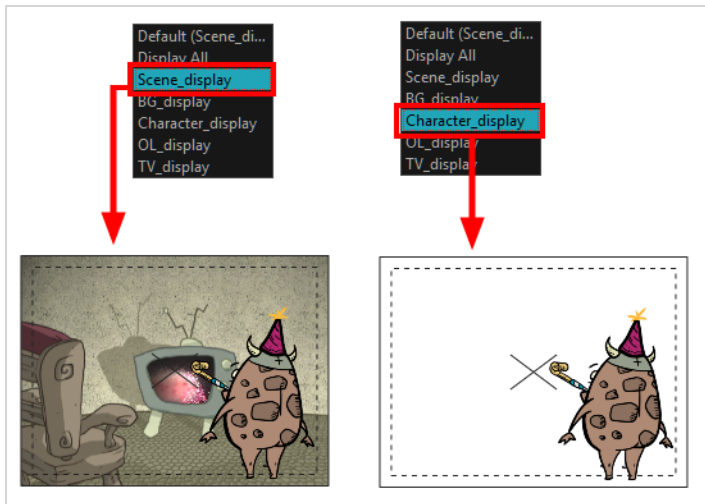 Default (Scene_di...
Display All
Scene_display
BG_display
Character_display
OL_display
TV_display
Default (Scene_di...
Display All
Scene_display
BG_display
Character_display
OL_display
TV_display